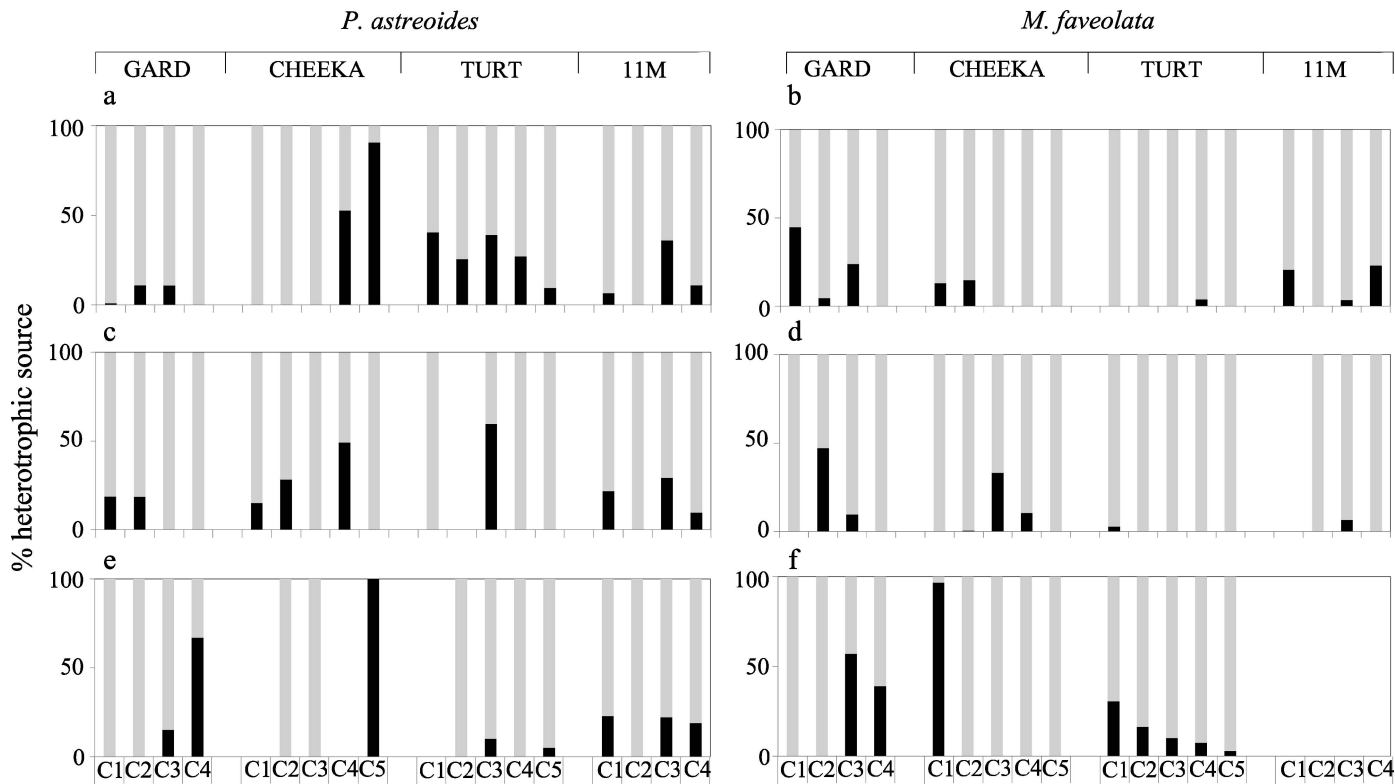 P. astreoides M. faveolata
GARD CHEEKA TURT 11M GARD CHEEKA TURT 11M
a b
100 100
50 50
0 0
c d
100 100
50 50
0 0
e f
100 100
50 50
0 0
% heterotrophic source
C1 C2 C3 C4 C1 C2 C3 C4 C5 C1 C2 C3 C4 C5 C1 C2 C3 C4 C1 C2 C3 C4 C1 C2 C3 C4 C5 C1 C2 C3 C4 C5 C1 C2 C3 C4